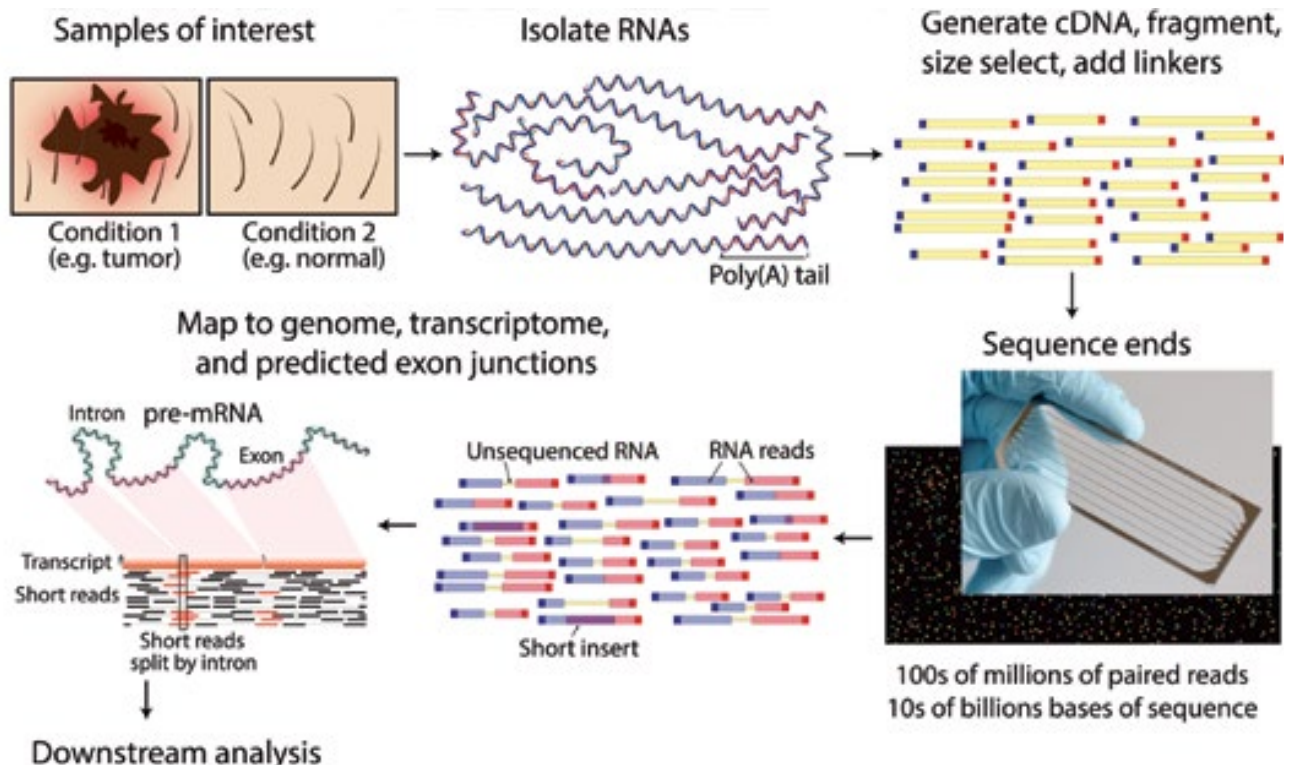 Samples of interest
Condition 1
(e.g. tumor)
Condition 2
(e.g. normal)
Isolate RNAs
Poly(A) tail
Generate cDNA, fragment,
size select, add linkers
Sequence ends
100s of millions of paired reads
10s of billions bases of sequence
Unsequenced RNA
RNA reads
Short insert
Map to genome, transcriptome,
and predicted exon junctions
Intron
pre-mRNA
Exon
Transcript
Short reads
Short reads
split by intron
Downstream analysis